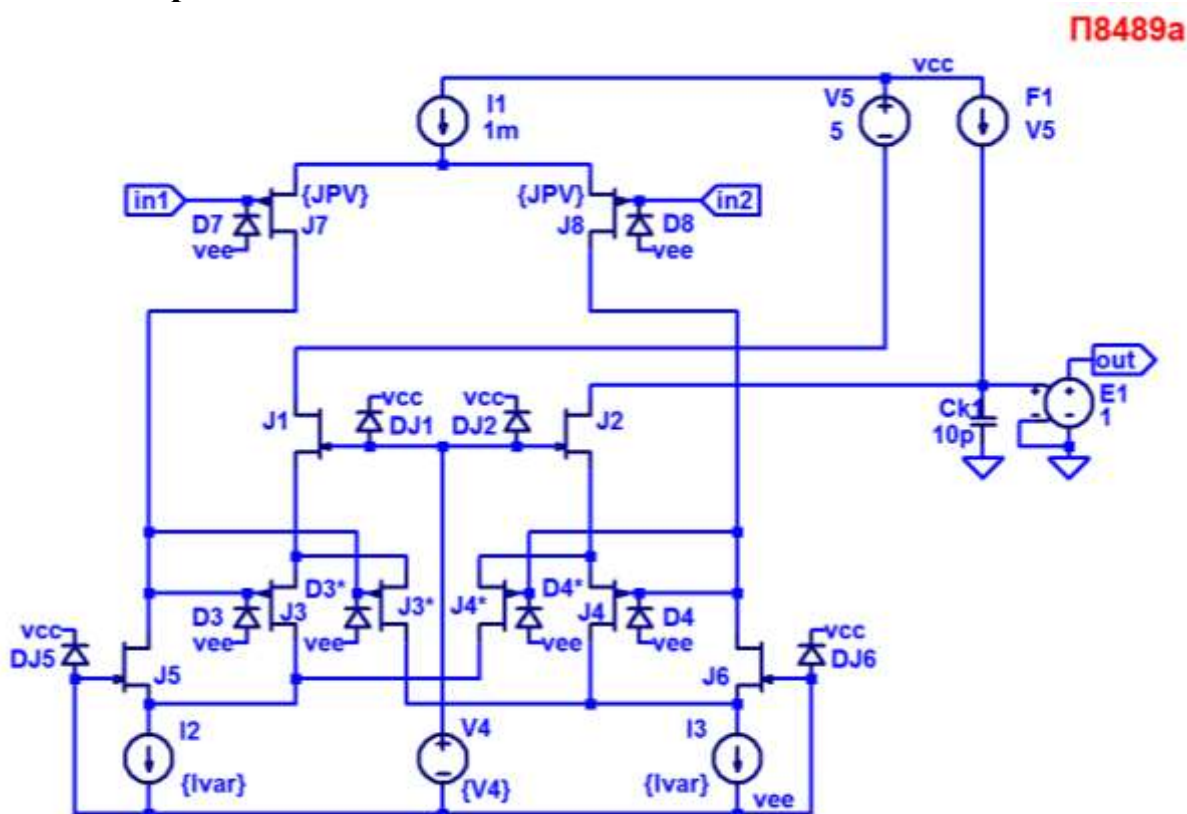 П8489а
vcc
I1
1m
V5
5
F1
V5
in1
{JPV}
{JPV}
in2
D7
J7
J8
D8
vee
vee
out
vcc
vcc
J1
DJ1
DJ2
J2
Ck1
10p
E1
1
D3*
D4*
D3
J3
J3*
J4*
J4
D4
vee
vee
vee
vee
vcc
DJ5
J5
J6
vcc
DJ6
I2
{Ivar}
V4
{V4}
I3
{Ivar}
vee